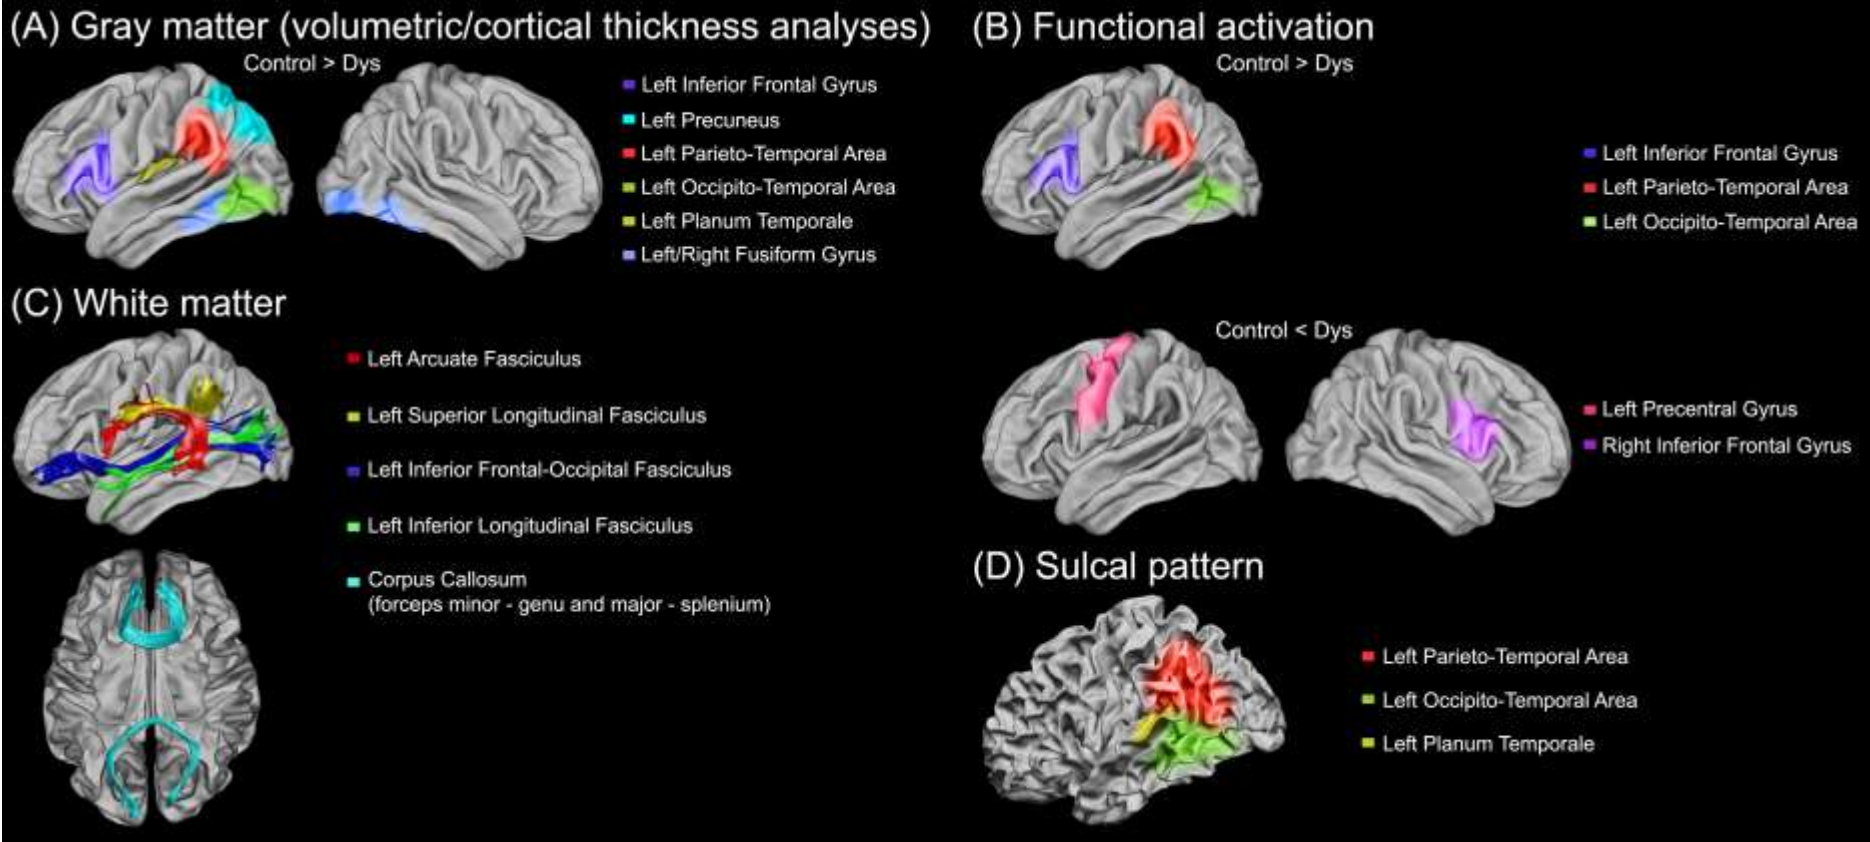 (A) Gray matter (volumetric/cortical thickness analyses)
Control > Dys
Left Inferior Frontal Gyrus
Left Precuneus
Left Parieto-Temporal Area
Left Occipito-Temporal Area
Left Planum Temporale
Left/Right Fusiform Gyrus
(B) Functional activation
Control > Dys
Left Inferior Frontal Gyrus
Left Parieto-Temporal Area
Left Occipito-Temporal Area
Control < Dys
Left Precentral Gyrus
Right Inferior Frontal Gyrus
(C) White matter
Left Arcuate Fasciculus
Left Superior Longitudinal Fasciculus
Left Inferior Frontal-Occipital Fasciculus
Left Inferior Longitudinal Fasciculus
Corpus Callosum
(forceps minor - genu and major - splenium)
(D) Sulcal pattern
Left Parieto-Temporal Area
Left Occipito-Temporal Area
Left Planum Temporale